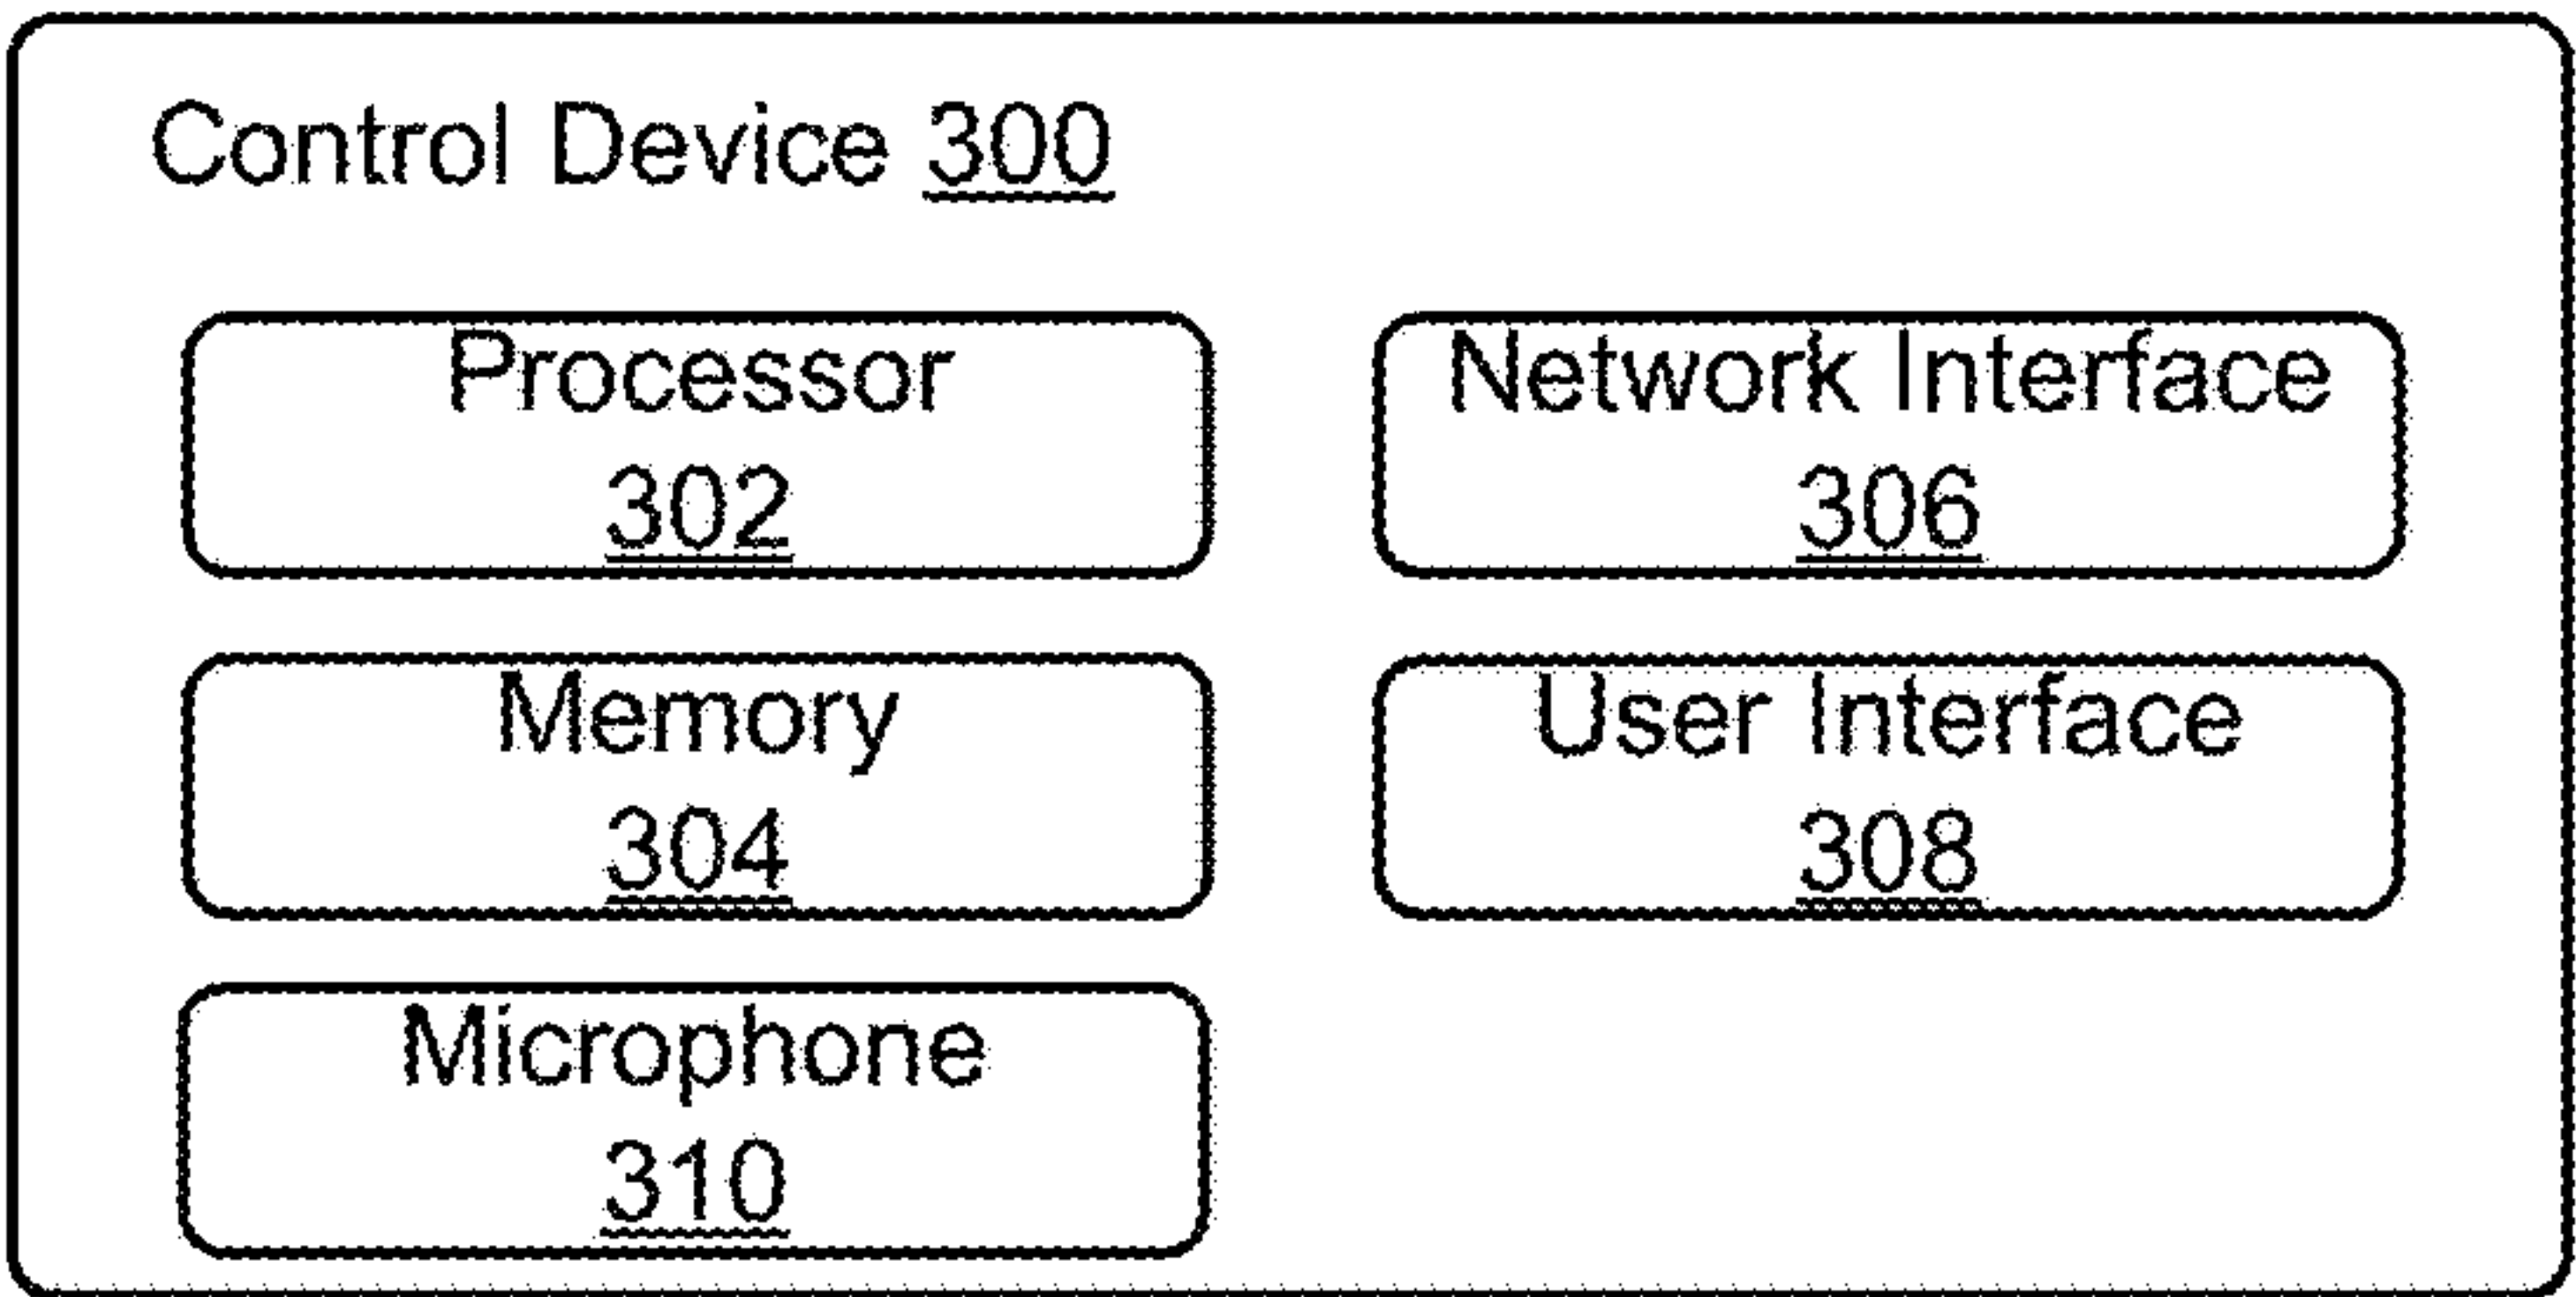 Control Device 300
Processor
302
Network Interface
306
Memory
304
User Interface
308
Microphone
310